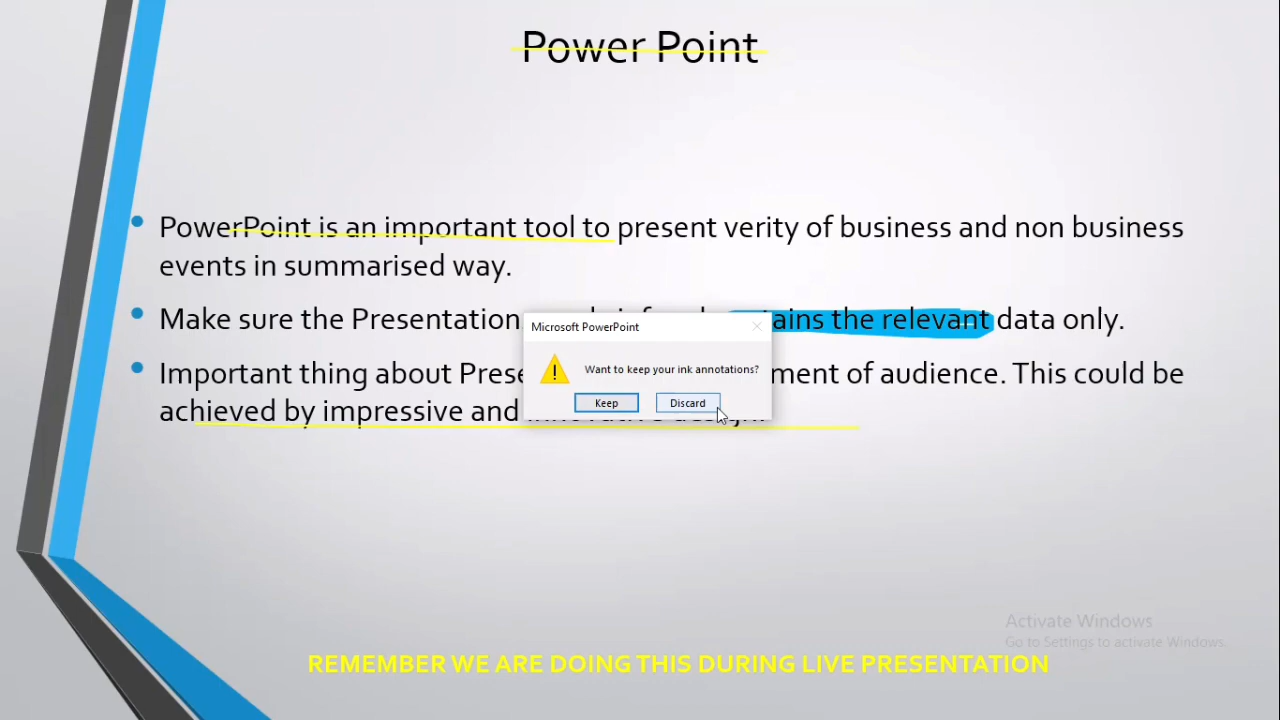 Power Point
PowerPoint is an important tool to present verity of business and non business
events in summarised way.
Make sure the Presentation tains the relevant data only.
Microsoft PowerPoint
Want to keep your ink annotations?
Important thing about Prese ment of audience. This could be
Keep Discard
achieved by impressive and
Activate Windows
Go to Settings to activate Windows.
REMEMBER WE ARE DOING THIS DURING LIVE PRESENTATION